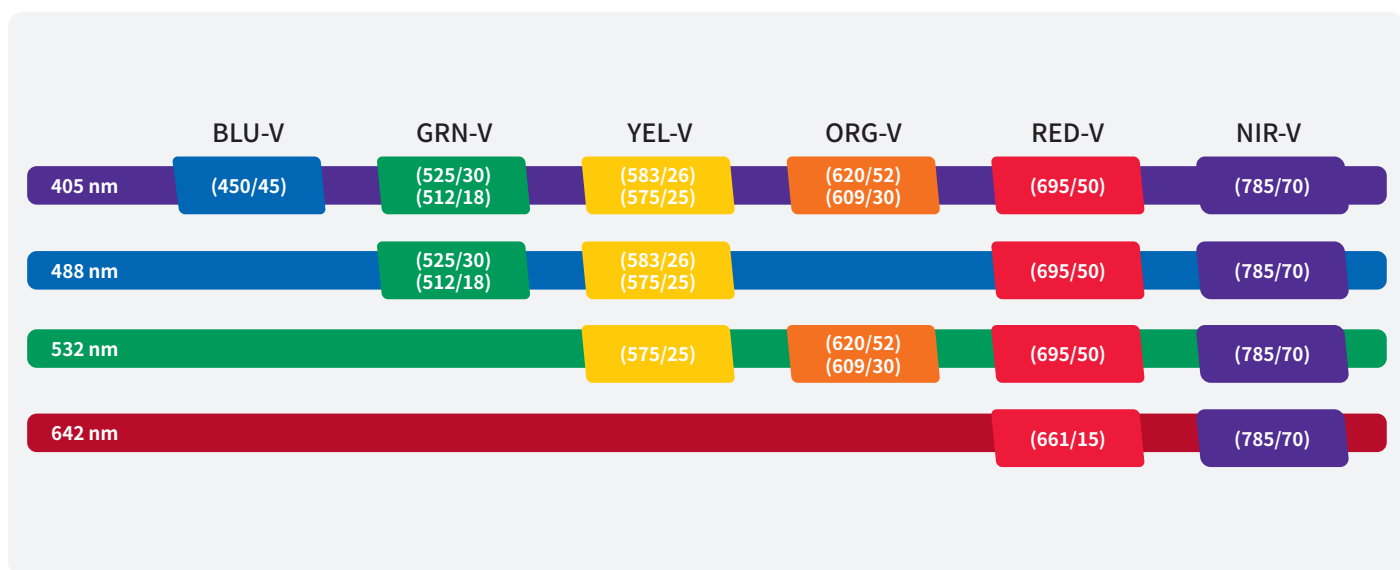 BLU-V GRN-V YEL-V ORG-V RED-V NIR-V
405 nm (450/45) (525/30) (583/26) (620/52) (695/50) (785/70)
(512/18) (575/25) (609/30)
488 nm (525/30) (583/26) (695/50) (785/70)
(512/18) (575/25)
532 nm (575/25) (620/52) (695/50) (785/70)
(609/30)
642 nm (661/15) (785/70)